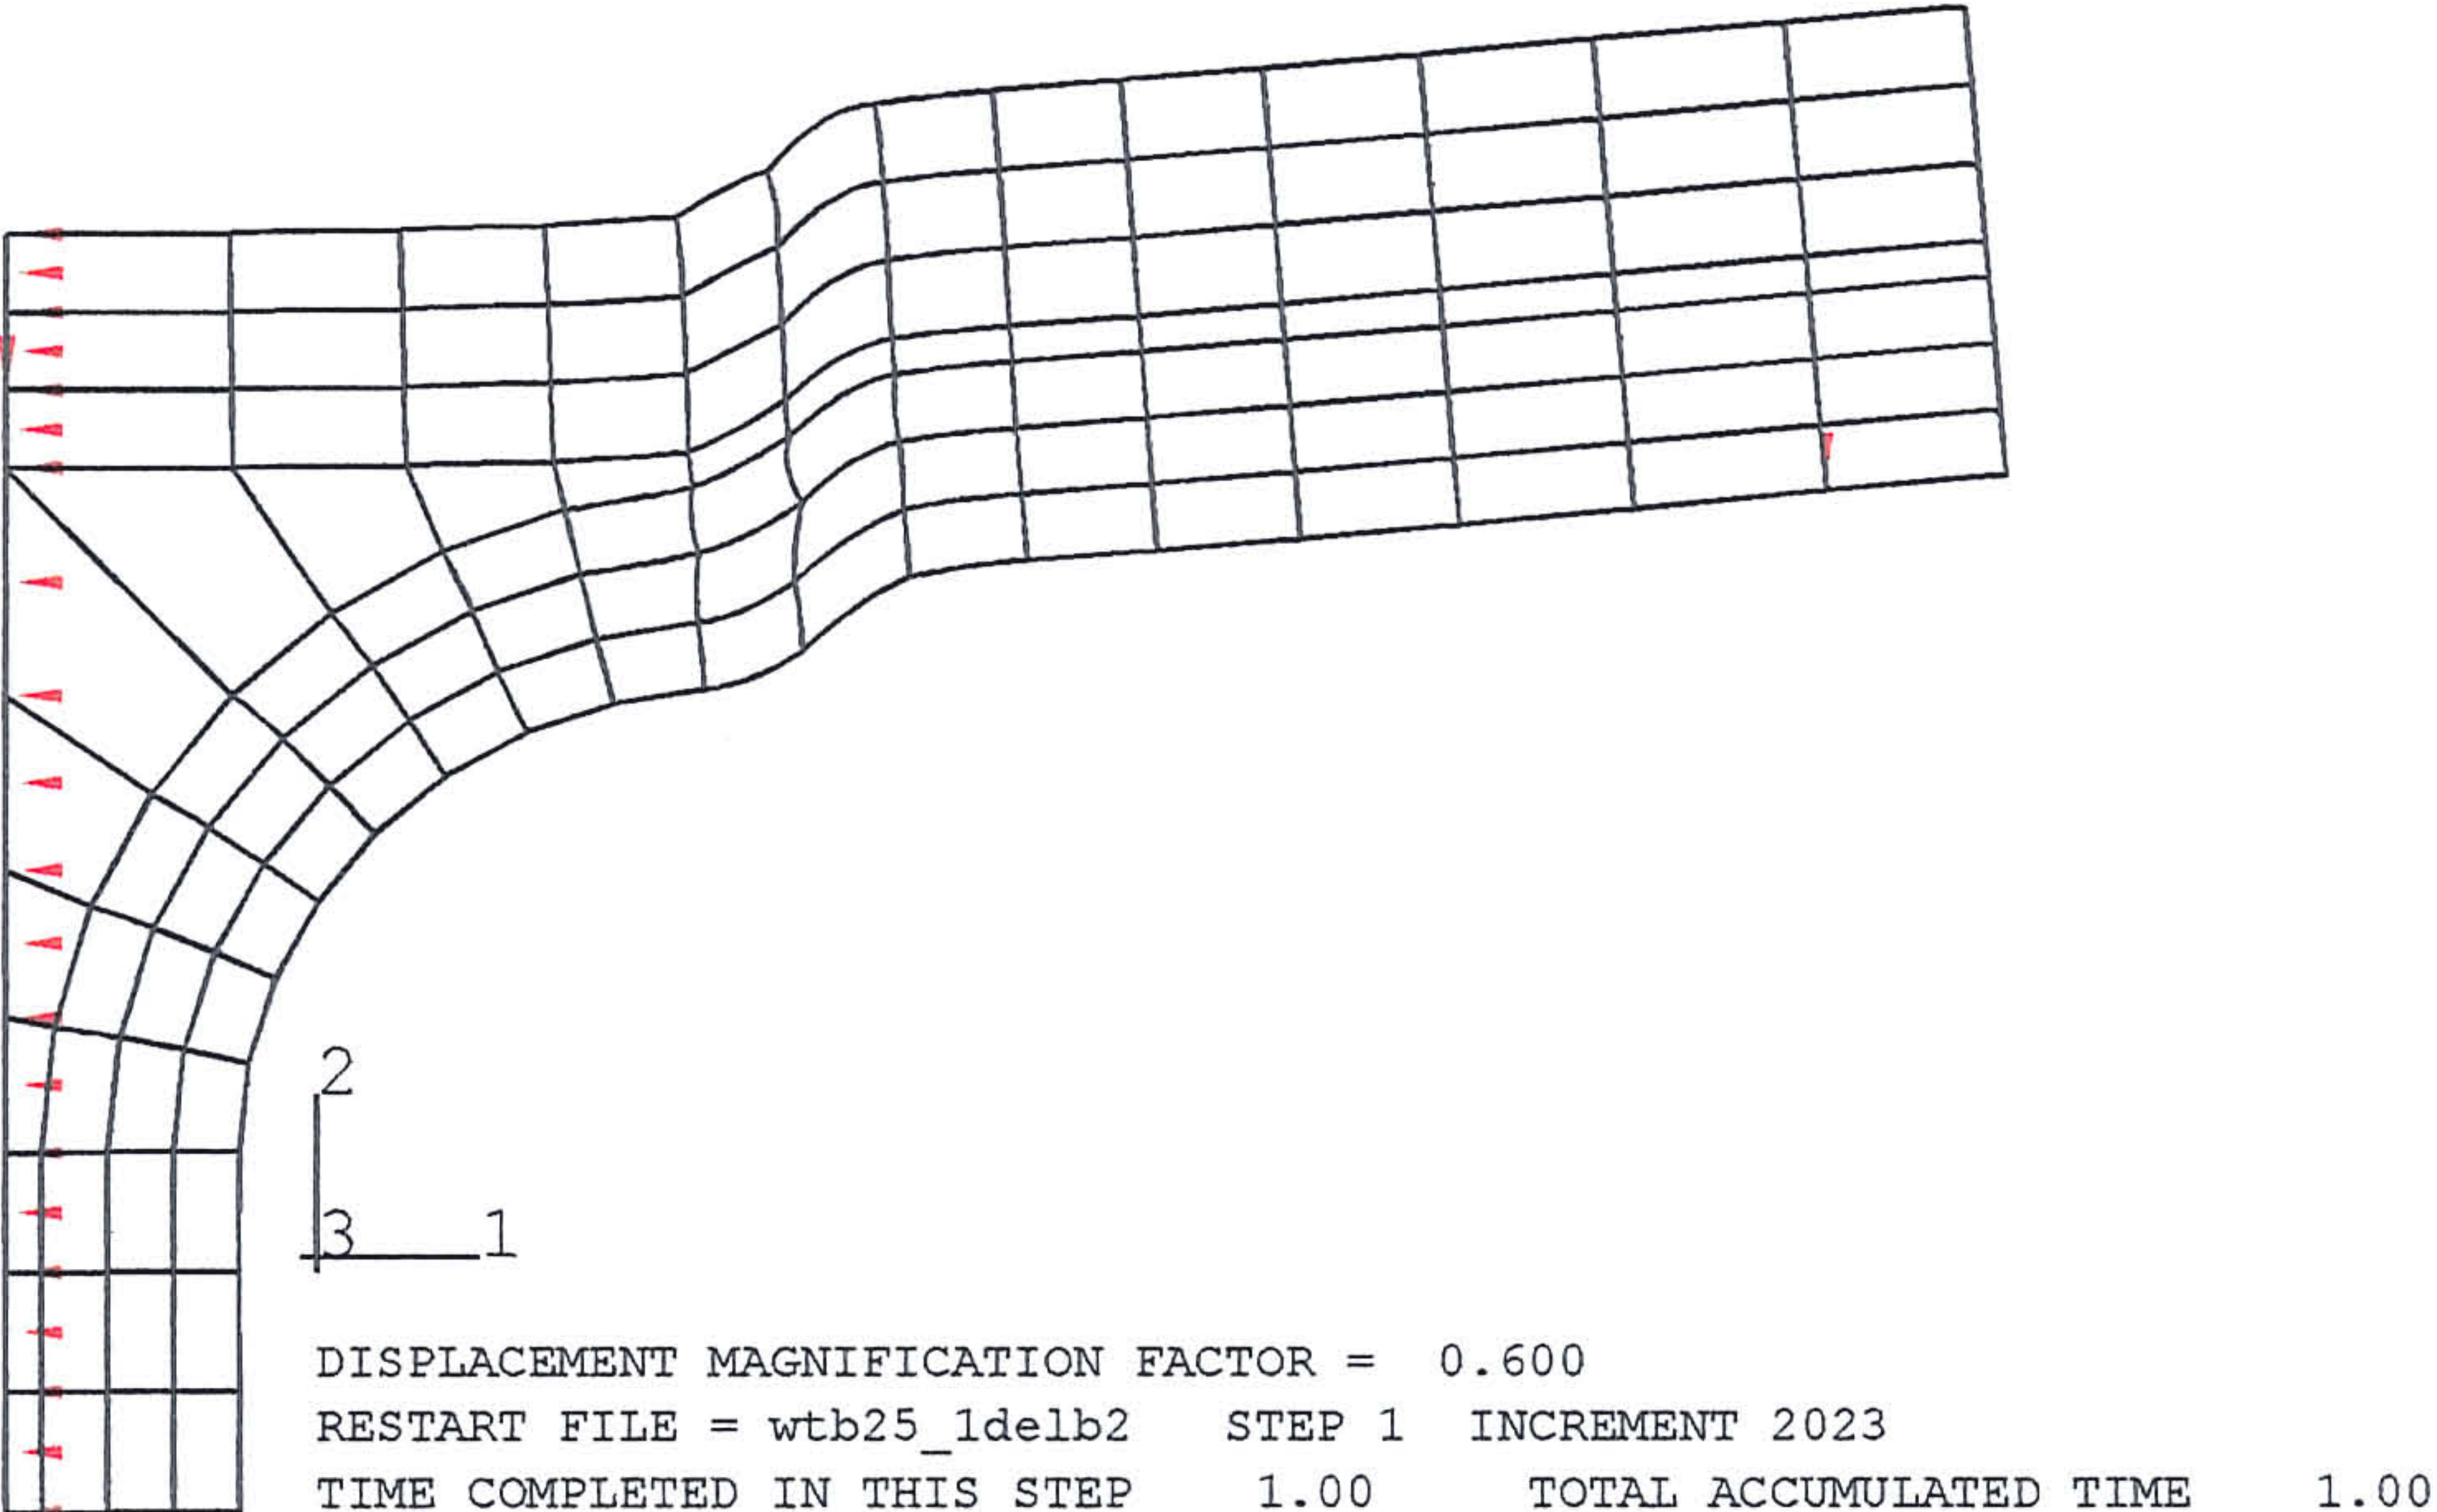 2
3 1
DISPLACEMENT MAGNIFICATION FACTOR = 0.600
RESTART FILE = wtb25_1delb2 STEP 1 INCREMENT 2023
TIME COMPLETED IN THIS STEP 1.00 TOTAL ACCUMULATED TIME 1.00